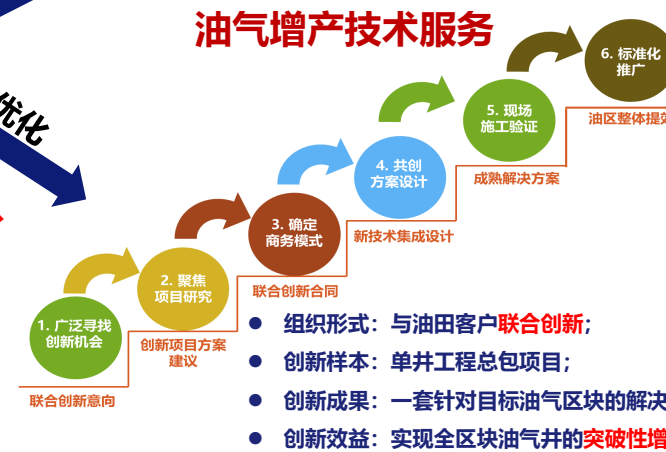 油气增产技术服务
优化
6. 标准化
推广
油区整体提效
5. 现场
施工验证
成熟解决方案
4. 共创
方案设计
新技术集成设计
3. 确定
商务模式
联合创新合同
2. 聚焦
项目研究
创新项目方案
建议
1. 广泛寻找
创新机会
联合创新意向
● 组织形式：与油田客户联合创新;
● 创新样本：单井工程总包项目;
● 创新成果：一套针对目标油气区块的解决
● 创新效益：实现全区块油气井的突破性增